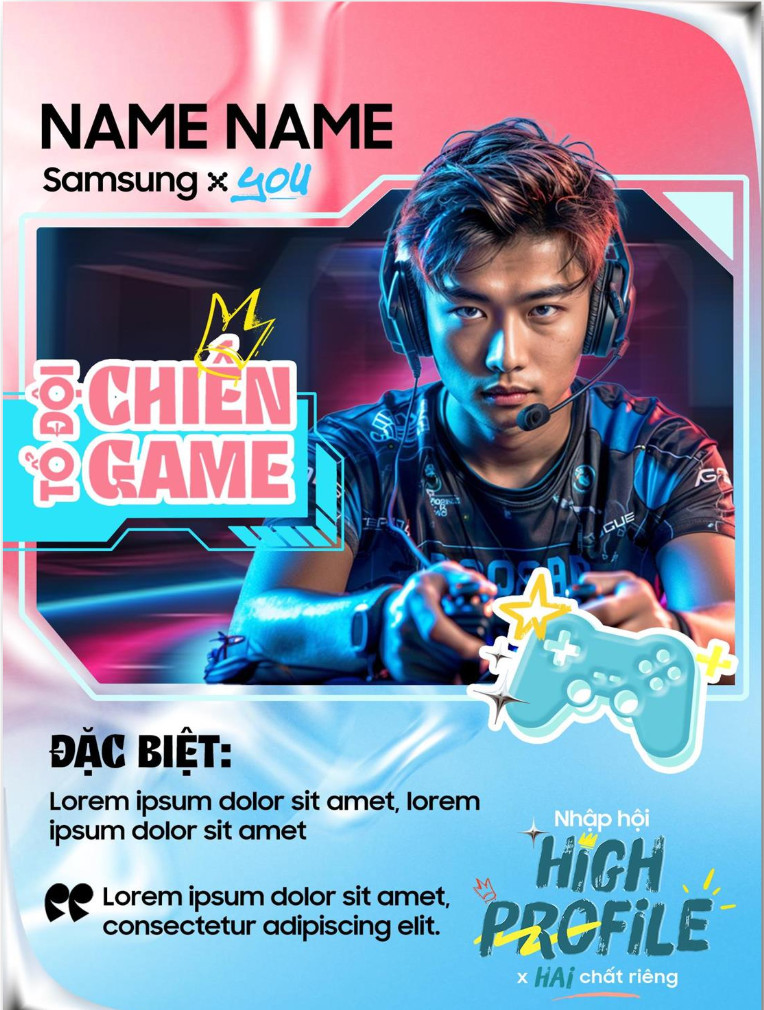 NAME NAME
Samsung x you
TỔ ĐỘI
CHIẾN
GAME
ĐẶC BIỆT:
Lorem ipsum dolor sit amet, lorem
ipsum dolor sit amet
Lorem ipsum dolor sit amet,
consectetur adipiscing elit.
Nhập hội
HiGH
PROFiLE
x HAi chất riêng